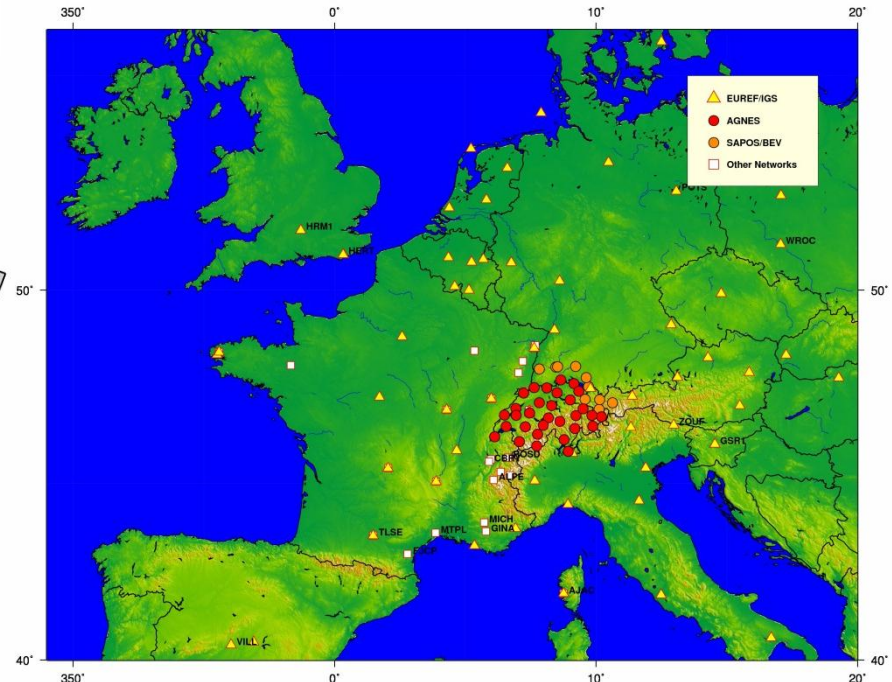 350˚ 0˚ 10˚ 20˚
EUREF/IGS
AGNES
SAPOS/BEV
Other Networks
POTS
HRM1
WROC
HERS
50˚ 50˚
ZOUF
GSR1
ALPE
MICH
GINA
MTPL
TLSE
AJAC
VILL
40˚ 40˚
350˚ 0˚ 10˚ 20˚